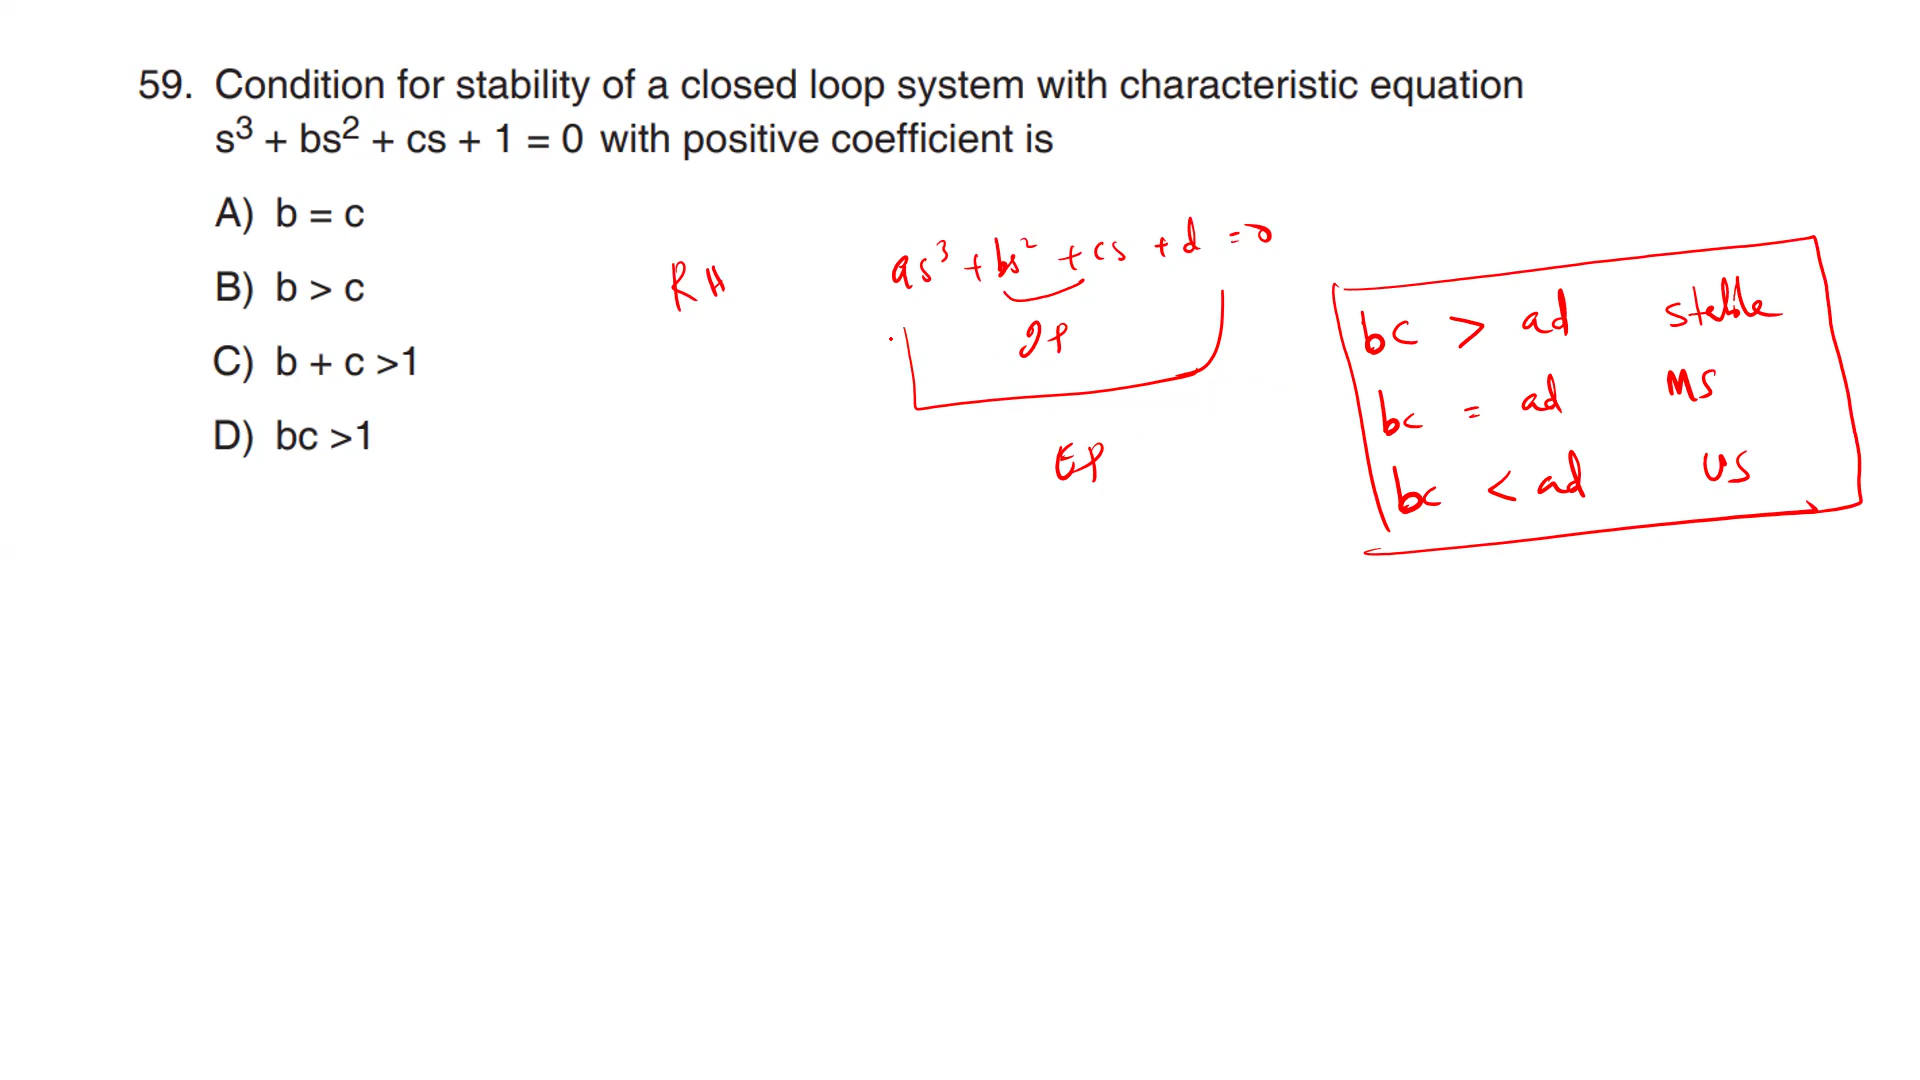 59. Condition for stability of a closed loop system with characteristic equation
s³ + bs² + cs + 1 = 0 with positive coefficient is
A) b = c
B) b > c
C) b + c >1
D) bc >1
RH
as³ + bs² + cs + d = 0
IP
EP
bc > ad stable
bc = ad MS
bc < ad US